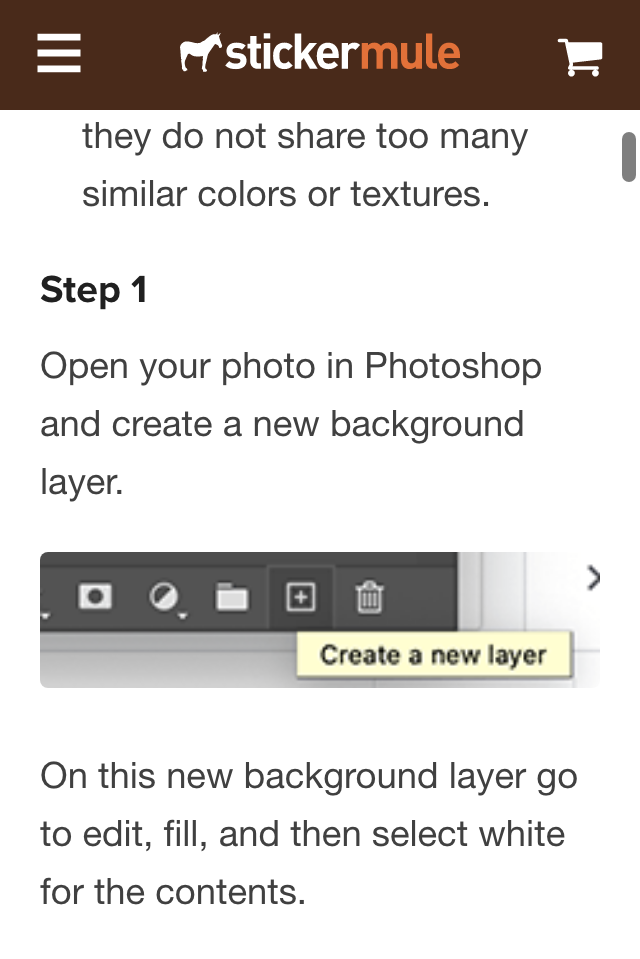 stickermule
they do not share too many
similar colors or textures.
Step 1
Open your photo in Photoshop
and create a new background
layer.
Create a new layer
On this new background layer go
to edit, fill, and then select white
for the contents.